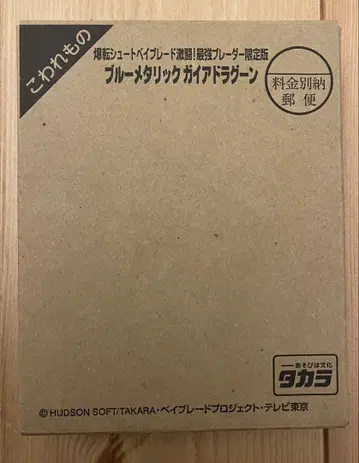 こわれもの
爆転シュートベイブレード激闘!最強ブレーダー限定版
ブルーメタリック ガイアドラグーン
料金別納
郵便
あそびは文化
タカラ
© HUDSON SOFT/TAKARA・ベイブレードプロジェクト・テレビ東京